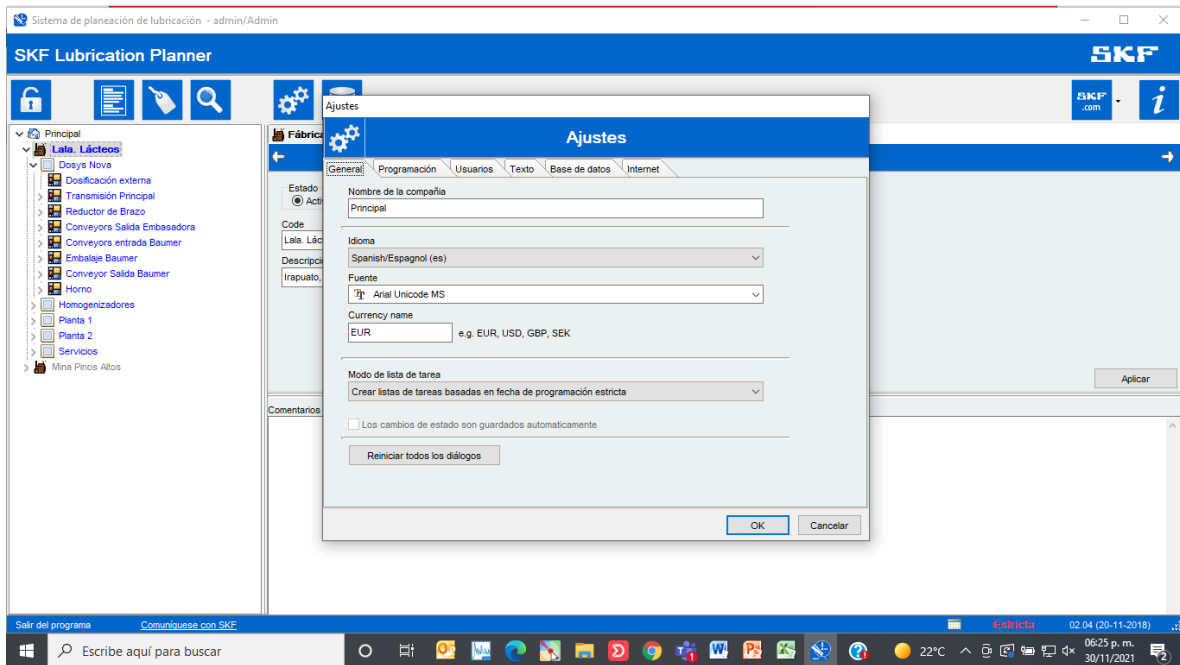 Sistema de planeación de lubricación - admin/Admin
SKF Lubrication Planner
SKF
SKF
.com
i
Principal
Lala. Lácteos
Dosys Nova
Dosificación externa
Transmisión Principal
Reductor de Brazo
Conveyors Salida Embasadora
Conveyors entrada Baumer
Embalaje Baumer
Conveyor Salida Baumer
Horno
Homogenizadores
Planta 1
Planta 2
Servicios
Mina Pinos Altos
Fábrica
Estado
Acti
Code
Lala. Lác
Descripci
Irapuato,
Aplicar
Comentarios
Ajustes
Ajustes
General Programación Usuarios Texto Base de datos Internet
Nombre de la compañia
Principal
Idioma
Spanish/Espagnol (es)
Fuente
Arial Unicode MS
Currency name
EUR e.g. EUR, USD, GBP, SEK
Modo de lista de tarea
Crear listas de tareas basadas en fecha de programación estricta
Los cambios de estado son guardados automaticamente
Reiniciar todos los diálogos
OK Cancelar
Salir del programa Comuníquese con SKF Estricta 02.04 (20-11-2018)
Escribe aquí para buscar
22°C
06:25 p. m.
30/11/2021